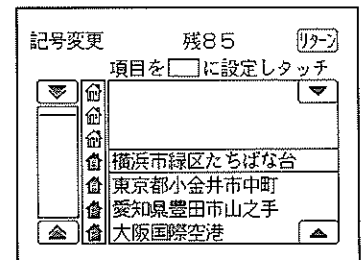 記号変更 残85 リターン
項目を□に設定しタッチ
横浜市緑区たちばな台
東京都小金井市中町
愛知県豊田市山之手
大阪国際空港